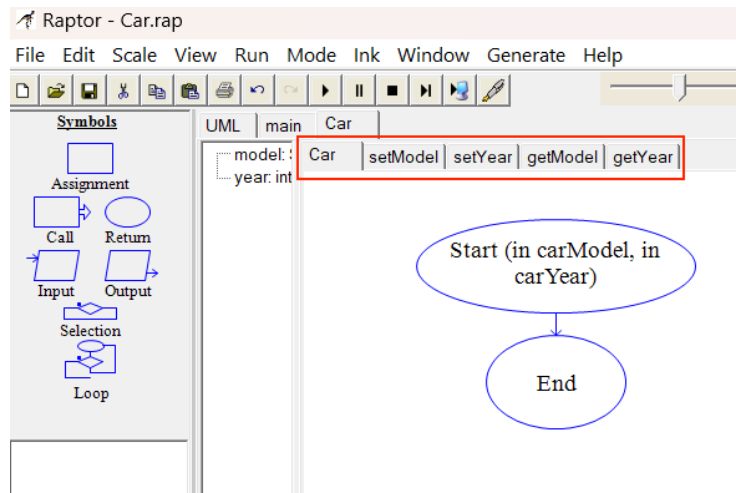 Raptor - Car.rap
File Edit Scale View Run Mode Ink Window Generate Help
Symbols
UML main Car
model: S
year: int
Car setModel setYear getModel getYear
Assignment
Call Return
Input Output
Selection
Loop
Start (in carModel, in
carYear)
End